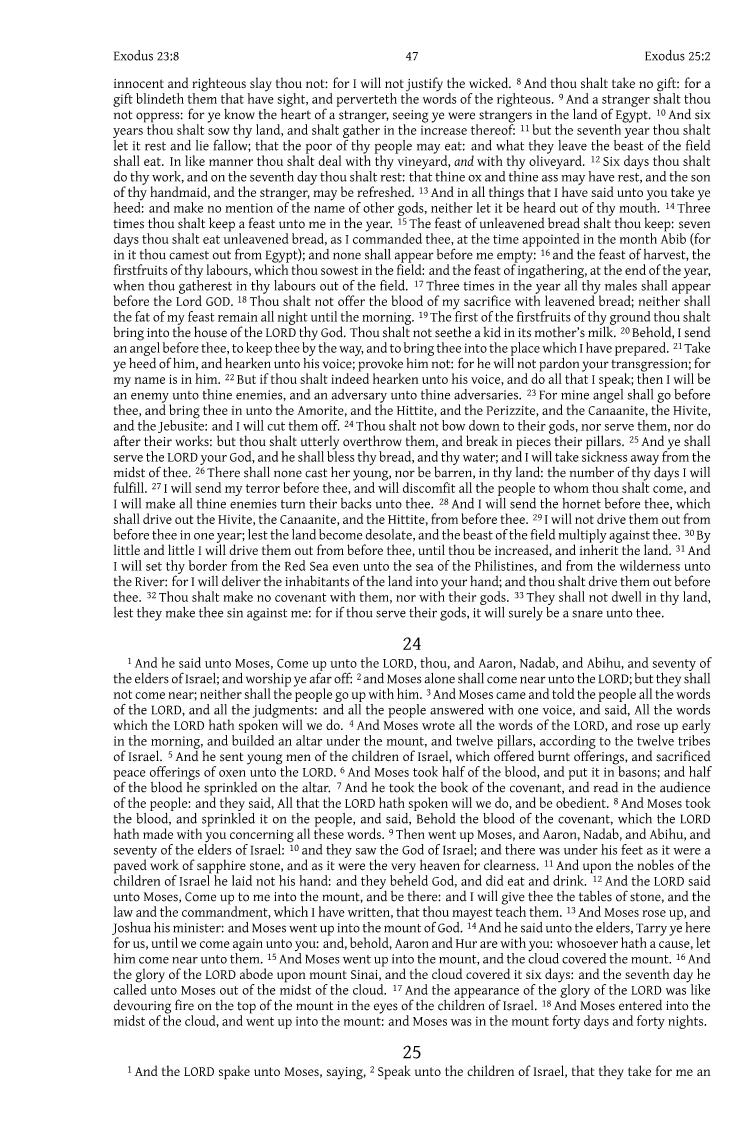 Exodus 23:8 47 Exodus 25:2
innocent and righteous slay thou not: for I will not justify the wicked. 8 And thou shalt take no gift: for a
gift blindeth them that have sight, and perverteth the words of the righteous. 9 And a stranger shalt thou
not oppress: for ye know the heart of a stranger, seeing ye were strangers in the land of Egypt. 10 And six
years thou shalt sow thy land, and shalt gather in the increase thereof: 11 but the seventh year thou shalt
let it rest and lie fallow; that the poor of thy people may eat: and what they leave the beast of the field
shall eat. In like manner thou shalt deal with thy vineyard, and with thy oliveyard. 12 Six days thou shalt
do thy work, and on the seventh day thou shalt rest: that thine ox and thine ass may have rest, and the son
of thy handmaid, and the stranger, may be refreshed. 13 And in all things that I have said unto you take ye
heed: and make no mention of the name of other gods, neither let it be heard out of thy mouth. 14 Three
times thou shalt keep a feast unto me in the year. 15 The feast of unleavened bread shalt thou keep: seven
days thou shalt eat unleavened bread, as I commanded thee, at the time appointed in the month Abib (for
in it thou camest out from Egypt); and none shall appear before me empty: 16 and the feast of harvest, the
firstfruits of thy labours, which thou sowest in the field: and the feast of ingathering, at the end of the year,
when thou gatherest in thy labours out of the field. 17 Three times in the year all thy males shall appear
before the Lord GOD. 18 Thou shalt not offer the blood of my sacrifice with leavened bread; neither shall
the fat of my feast remain all night until the morning. 19 The first of the firstfruits of thy ground thou shalt
bring into the house of the LORD thy God. Thou shalt not seethe a kid in its mother’s milk. 20 Behold, I send
an angel before thee, to keep thee by the way, and to bring thee into the place which I have prepared. 21 Take
ye heed of him, and hearken unto his voice; provoke him not: for he will not pardon your transgression; for
my name is in him. 22 But if thou shalt indeed hearken unto his voice, and do all that I speak; then I will be
an enemy unto thine enemies, and an adversary unto thine adversaries. 23 For mine angel shall go before
thee, and bring thee in unto the Amorite, and the Hittite, and the Perizzite, and the Canaanite, the Hivite,
and the Jebusite: and I will cut them off. 24 Thou shalt not bow down to their gods, nor serve them, nor do
after their works: but thou shalt utterly overthrow them, and break in pieces their pillars. 25 And ye shall
serve the LORD your God, and he shall bless thy bread, and thy water; and I will take sickness away from the
midst of thee. 26 There shall none cast her young, nor be barren, in thy land: the number of thy days I will
fulfill. 27 I will send my terror before thee, and will discomfit all the people to whom thou shalt come, and
I will make all thine enemies turn their backs unto thee. 28 And I will send the hornet before thee, which
shall drive out the Hivite, the Canaanite, and the Hittite, from before thee. 29 I will not drive them out from
before thee in one year; lest the land become desolate, and the beast of the field multiply against thee. 30 By
little and little I will drive them out from before thee, until thou be increased, and inherit the land. 31 And
I will set thy border from the Red Sea even unto the sea of the Philistines, and from the wilderness unto
the River: for I will deliver the inhabitants of the land into your hand; and thou shalt drive them out before
thee. 32 Thou shalt make no covenant with them, nor with their gods. 33 They shall not dwell in thy land,
lest they make thee sin against me: for if thou serve their gods, it will surely be a snare unto thee.
24
1 And he said unto Moses, Come up unto the LORD, thou, and Aaron, Nadab, and Abihu, and seventy of
the elders of Israel; and worship ye afar off: 2 and Moses alone shall come near unto the LORD; but they shall
not come near; neither shall the people go up with him. 3 And Moses came and told the people all the words
of the LORD, and all the judgments: and all the people answered with one voice, and said, All the words
which the LORD hath spoken will we do. 4 And Moses wrote all the words of the LORD, and rose up early
in the morning, and builded an altar under the mount, and twelve pillars, according to the twelve tribes
of Israel. 5 And he sent young men of the children of Israel, which offered burnt offerings, and sacrificed
peace offerings of oxen unto the LORD. 6 And Moses took half of the blood, and put it in basons; and half
of the blood he sprinkled on the altar. 7 And he took the book of the covenant, and read in the audience
of the people: and they said, All that the LORD hath spoken will we do, and be obedient. 8 And Moses took
the blood, and sprinkled it on the people, and said, Behold the blood of the covenant, which the LORD
hath made with you concerning all these words. 9 Then went up Moses, and Aaron, Nadab, and Abihu, and
seventy of the elders of Israel: 10 and they saw the God of Israel; and there was under his feet as it were a
paved work of sapphire stone, and as it were the very heaven for clearness. 11 And upon the nobles of the
children of Israel he laid not his hand: and they beheld God, and did eat and drink. 12 And the LORD said
unto Moses, Come up to me into the mount, and be there: and I will give thee the tables of stone, and the
law and the commandment, which I have written, that thou mayest teach them. 13 And Moses rose up, and
Joshua his minister: and Moses went up into the mount of God. 14 And he said unto the elders, Tarry ye here
for us, until we come again unto you: and, behold, Aaron and Hur are with you: whosoever hath a cause, let
him come near unto them. 15 And Moses went up into the mount, and the cloud covered the mount. 16 And
the glory of the LORD abode upon mount Sinai, and the cloud covered it six days: and the seventh day he
called unto Moses out of the midst of the cloud. 17 And the appearance of the glory of the LORD was like
devouring fire on the top of the mount in the eyes of the children of Israel. 18 And Moses entered into the
midst of the cloud, and went up into the mount: and Moses was in the mount forty days and forty nights.
25
1 And the LORD spake unto Moses, saying, 2 Speak unto the children of Israel, that they take for me an